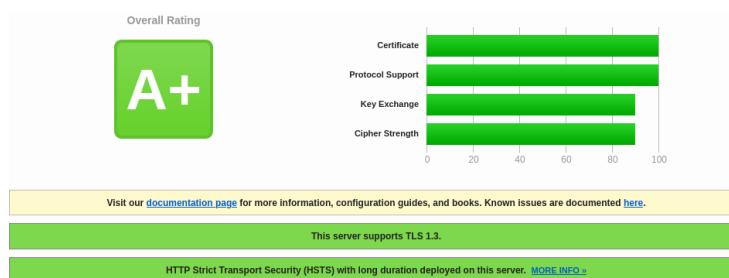 Overall Rating
A+
Certificate
Protocol Support
Key Exchange
Cipher Strength
0 20 40 60 80 100
Visit our documentation page for more information, configuration guides, and books. Known issues are documented here.
This server supports TLS 1.3.
HTTP Strict Transport Security (HSTS) with long duration deployed on this server. MORE INFO »